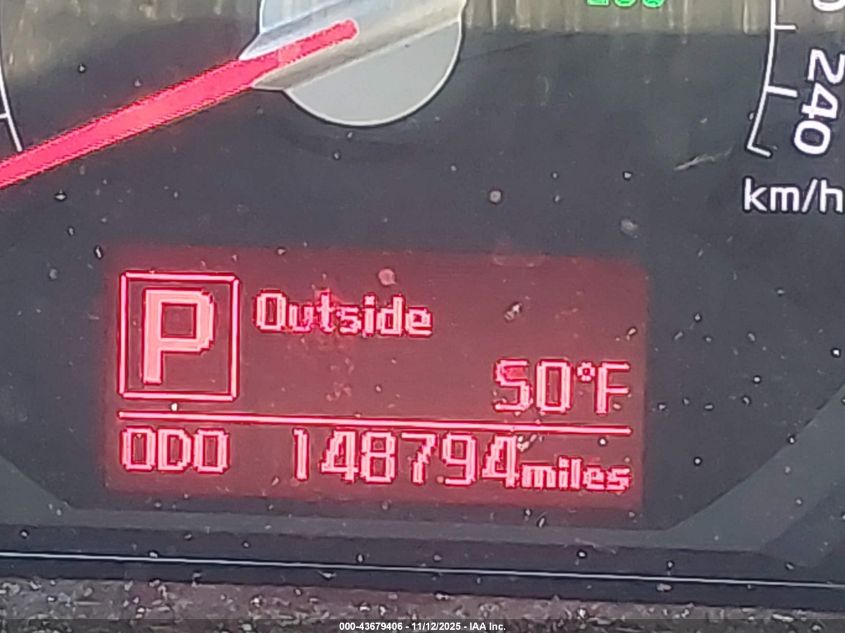 240
km/h
P
Outside
50°F
ODO 148794miles
000-43679406 - 11/12/2025 - IAA Inc.